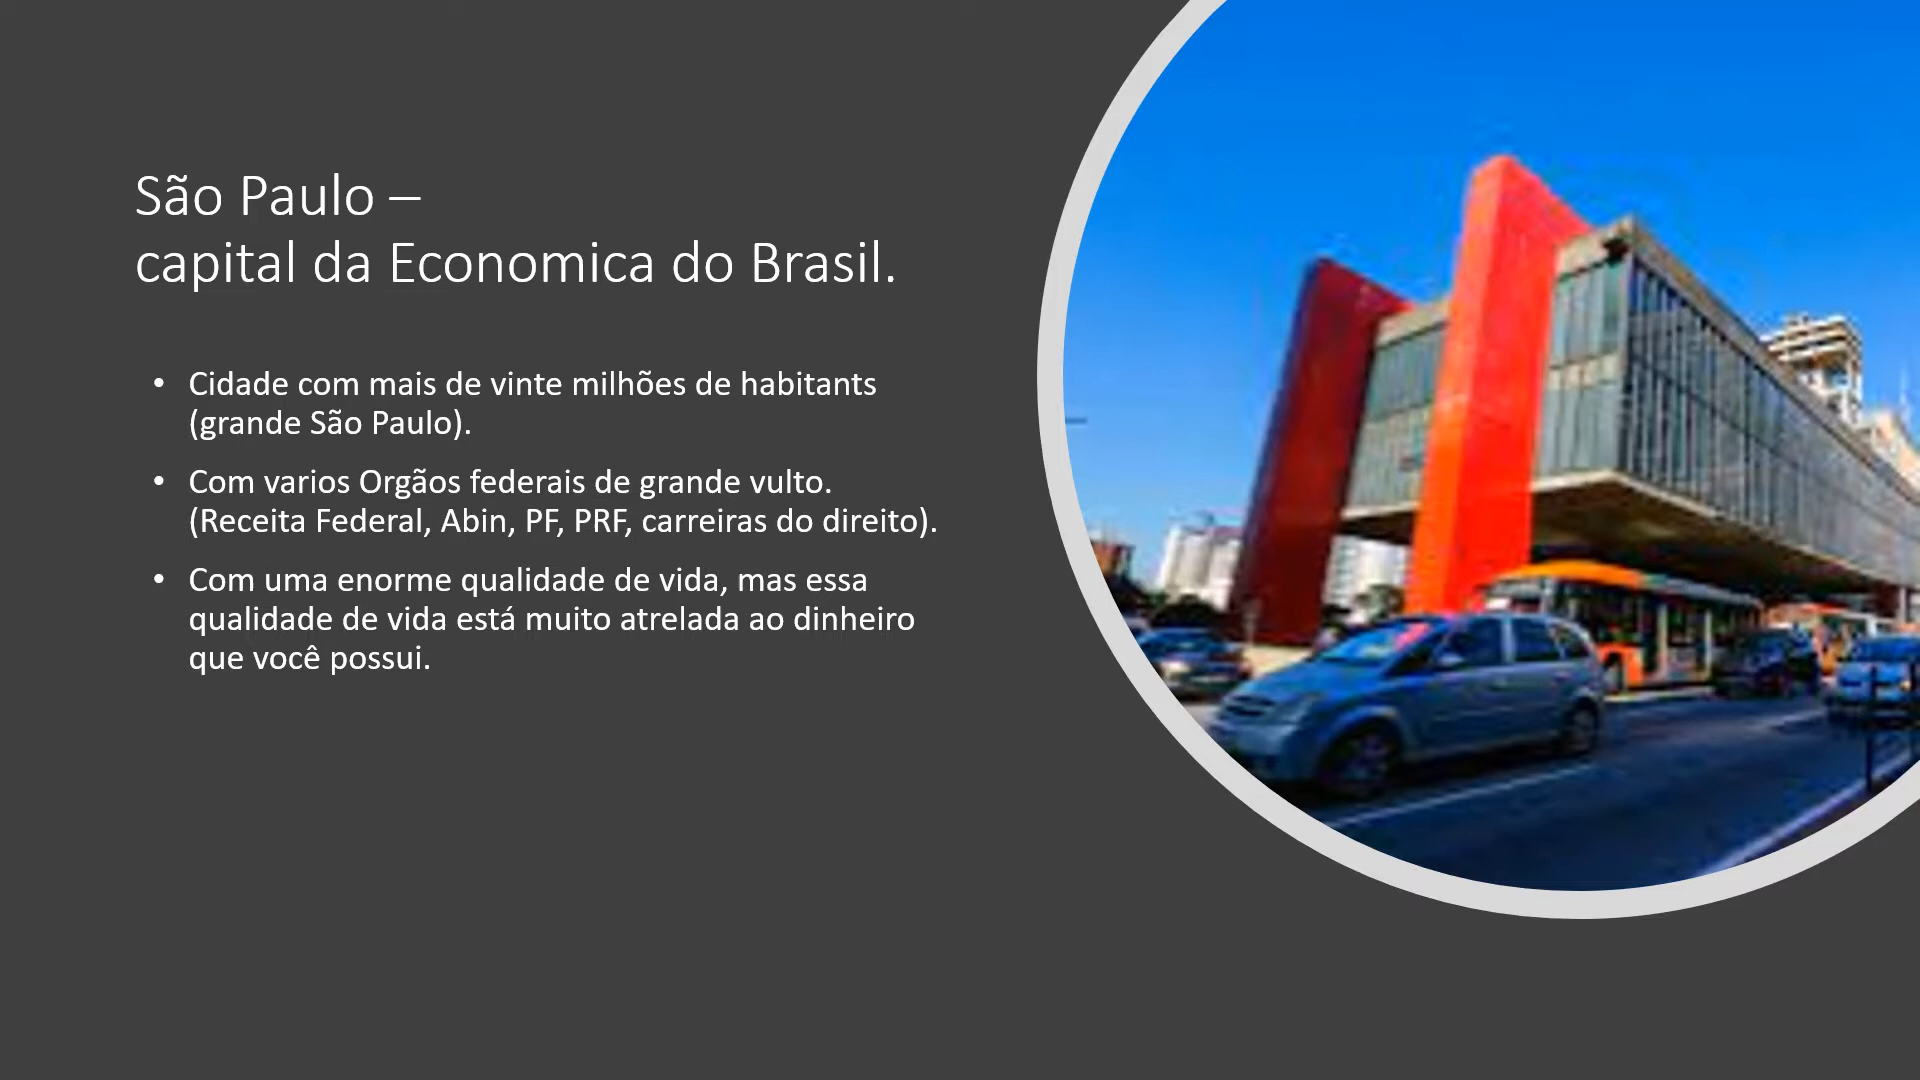 São Paulo –
capital da Economica do Brasil.
• Cidade com mais de vinte milhões de habitants
(grande São Paulo).
• Com varios Orgãos federais de grande vulto.
(Receita Federal, Abin, PF, PRF, carreiras do direito).
• Com uma enorme qualidade de vida, mas essa
qualidade de vida está muito atrelada ao dinheiro
que você possui.